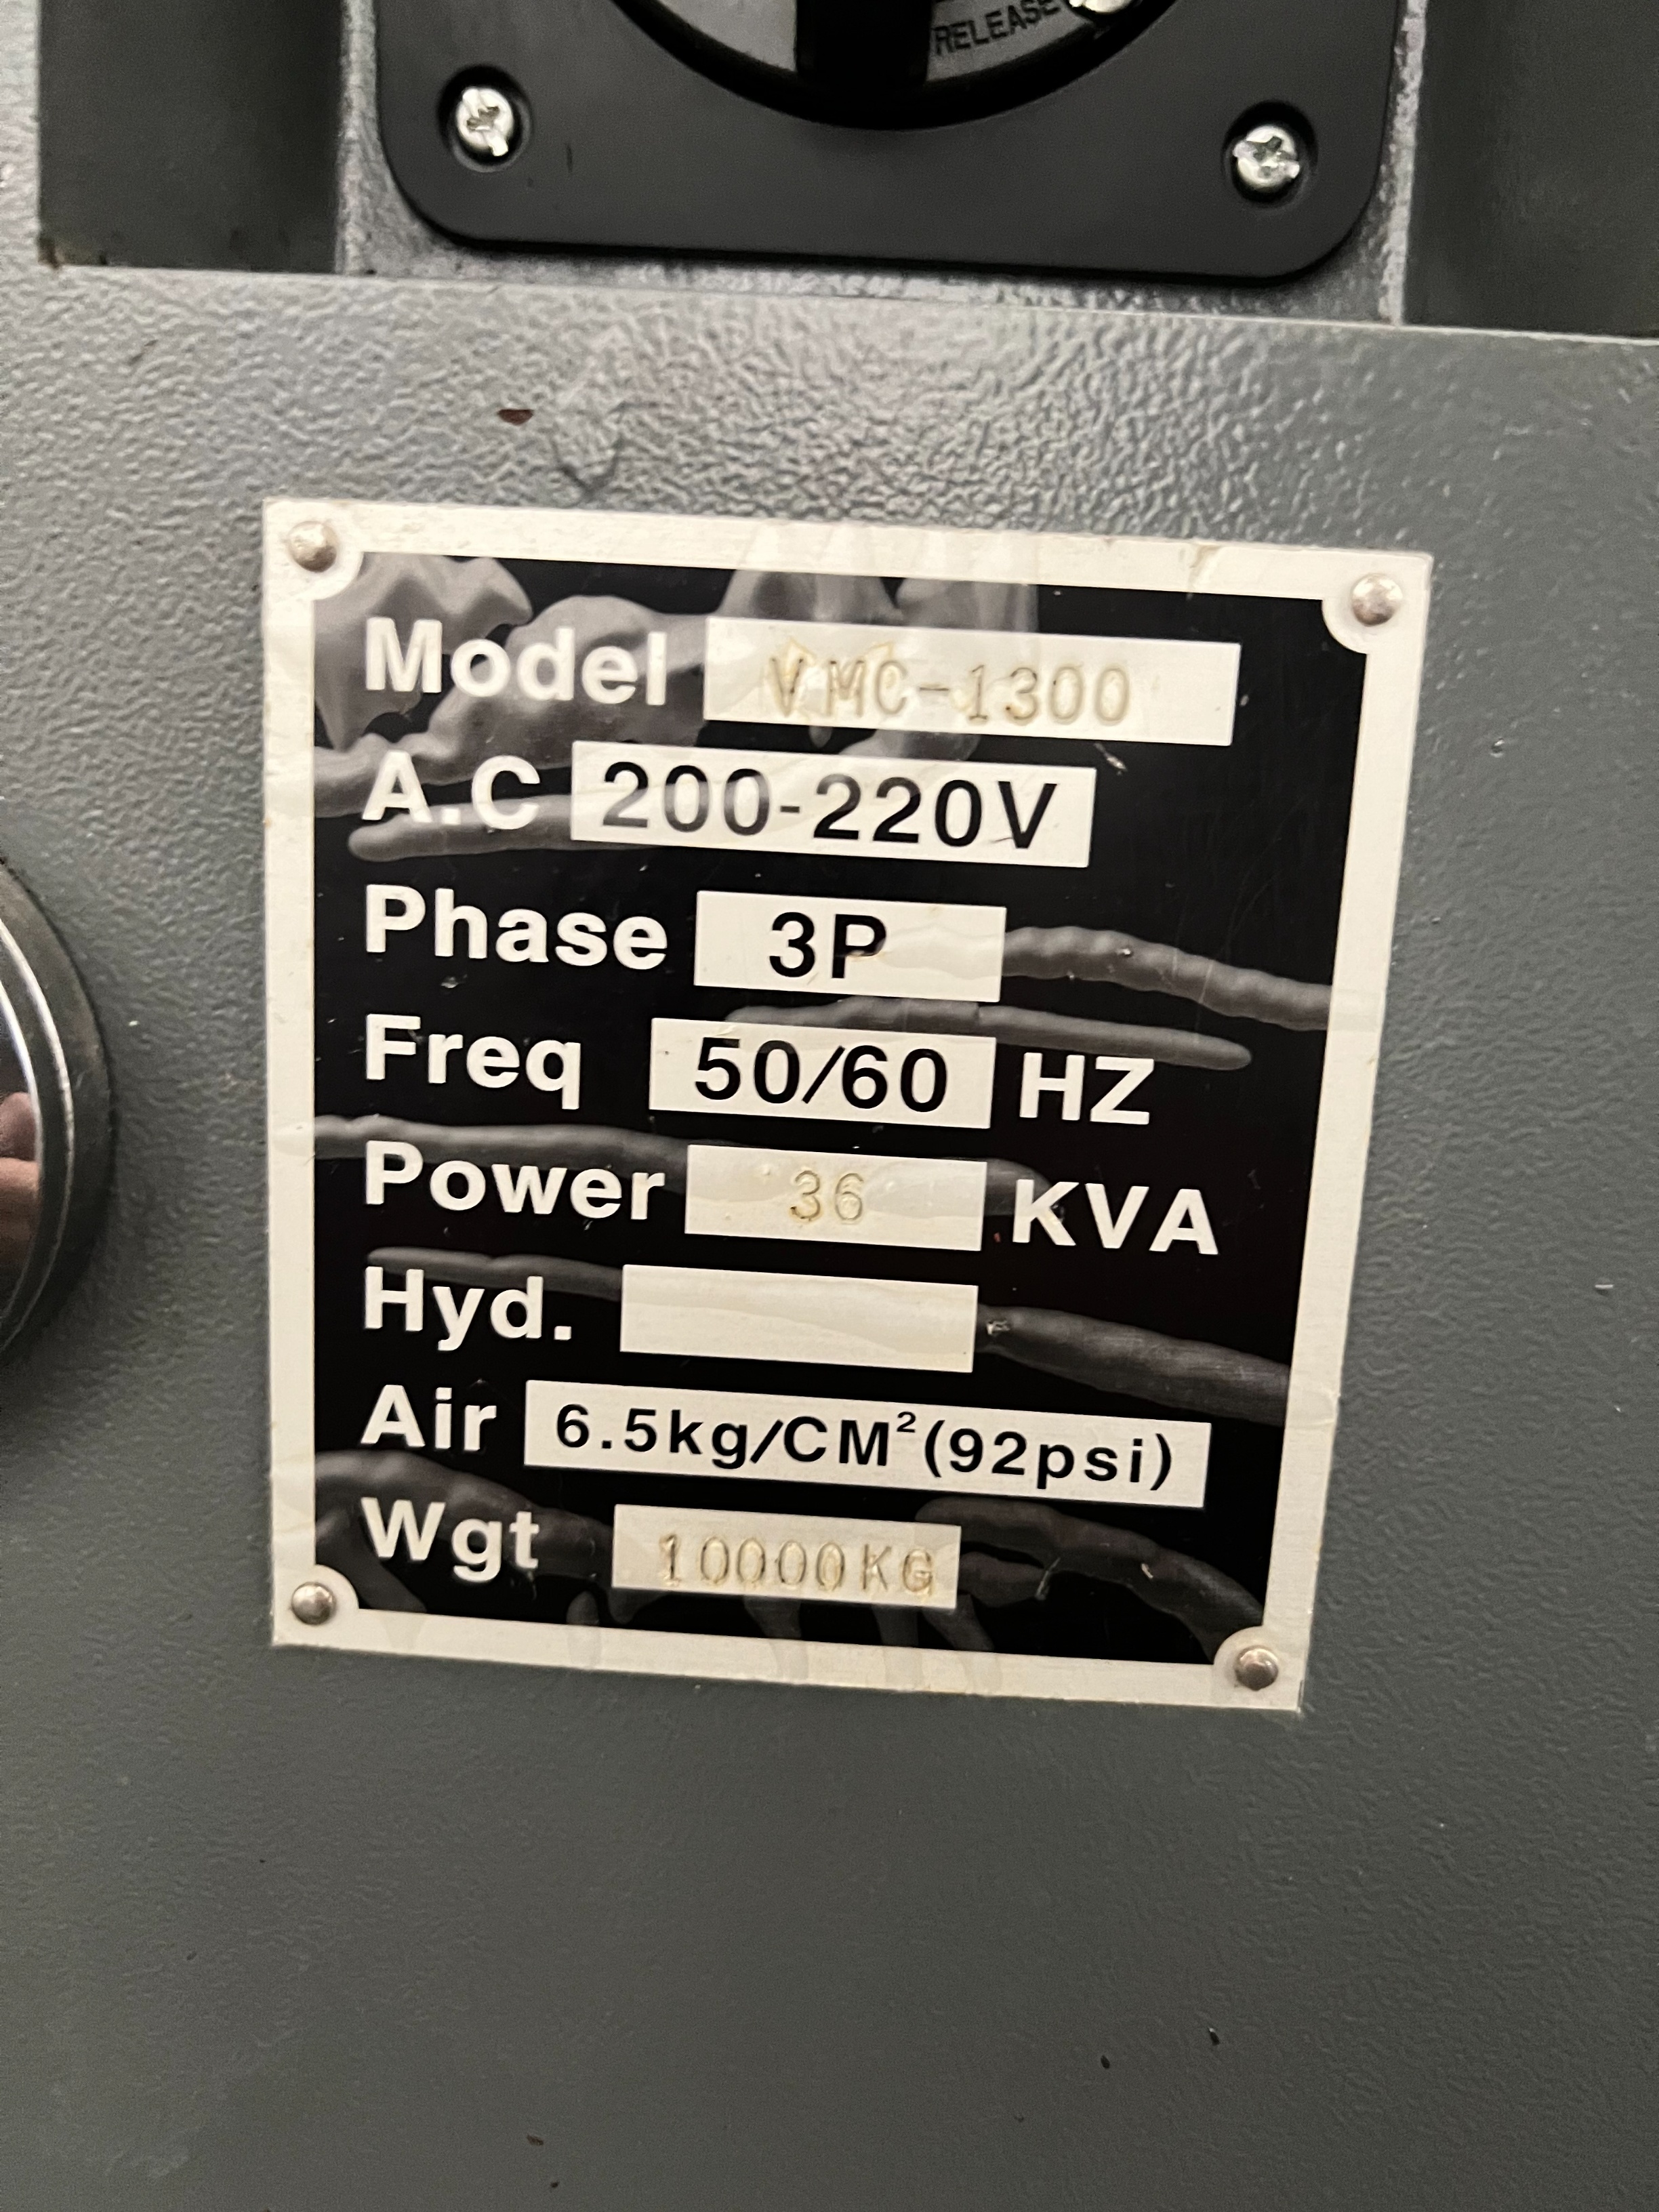 RELEASE
Model VMC-1300
A.C 200-220V
Phase 3P
Freq 50/60 HZ
Power 36 KVA
Hyd.
Air 6.5kg/CM²(92psi)
Wgt 10000KG